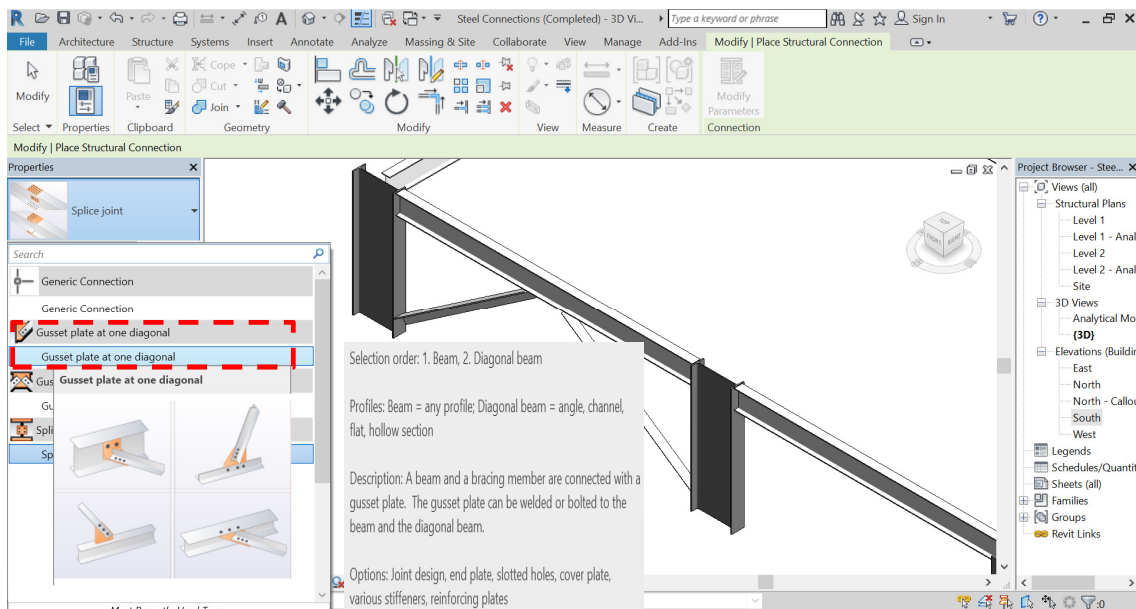 R
A
Steel Connections (Completed) - 3D Vi...
Type a keyword or phrase
Sign In
?
File Architecture Structure Systems Insert Annotate Analyze Massing & Site Collaborate View Manage Add-Ins Modify | Place Structural Connection
Modify
Paste
Cope
Cut
Join
Modify
Parameters
Select Properties Clipboard Geometry Modify View Measure Create Connection
Modify | Place Structural Connection
Properties
Splice joint
Search
Generic Connection
Generic Connection
Gusset plate at one diagonal
Gusset plate at one diagonal
Gus
Gu
Spli
Sp
Gusset plate at one diagonal
Selection order: 1. Beam, 2. Diagonal beam
Profiles: Beam = any profile; Diagonal beam = angle, channel,
flat, hollow section
Description: A beam and a bracing member are connected with a
gusset plate. The gusset plate can be welded or bolted to the
beam and the diagonal beam.
Options: Joint design, end plate, slotted holes, cover plate,
various stiffeners, reinforcing plates
TOP
FRONT
RIGHT
Project Browser - Stee...
Views (all)
Structural Plans
Level 1
Level 1 - Anal
Level 2
Level 2 - Anal
Site
3D Views
Analytical Mo
{3D}
Elevations (Buildin
East
North
North - Callou
South
West
Legends
Schedules/Quantit
Sheets (all)
Families
Groups
Revit Links
:0